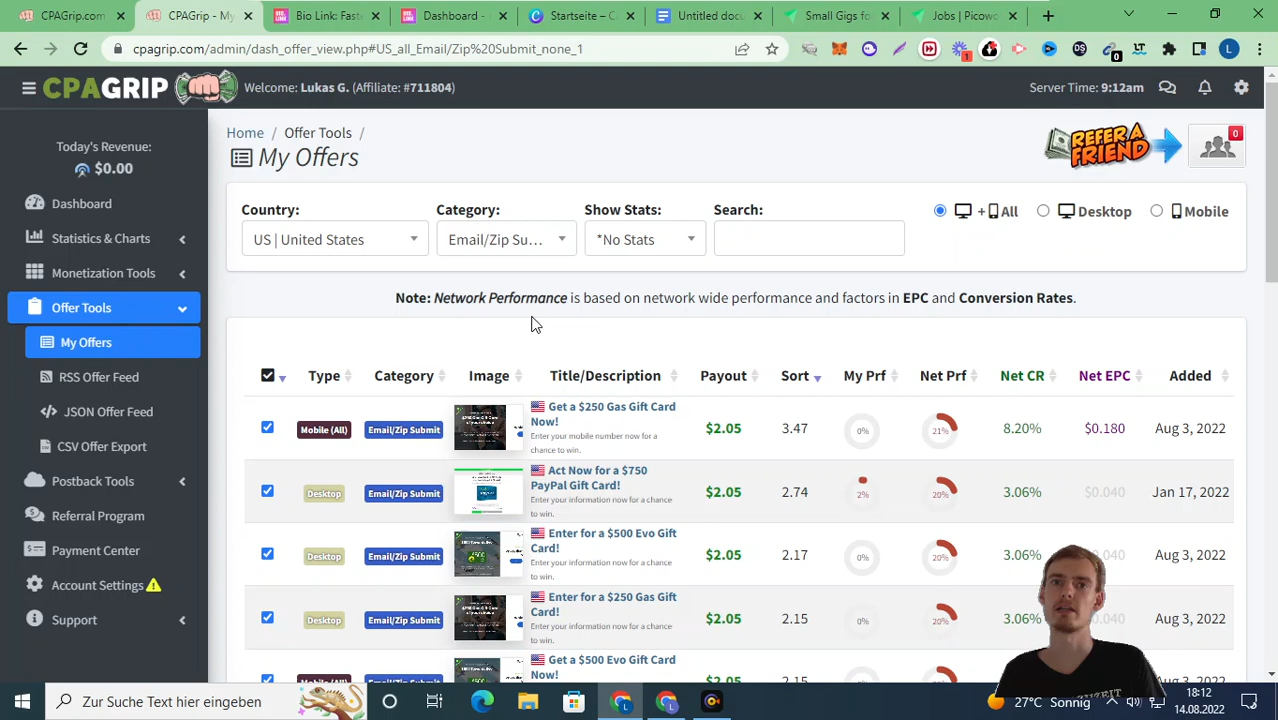 CPAGrip.com
CPAGrip - My
Bio Link: Faste
Dashboard -
Startseite – C
Untitled docu
Small Gigs fo
Jobs | Picowo
cpagrip.com/admin/dash_offer_view.php#US_all_Email/Zip%20Submit_none_1
CPAGRIP
Welcome: Lukas G. (Affiliate: #711804)
Server Time: 9:12am
Today's Revenue:
$0.00
Dashboard
Statistics & Charts
Monetization Tools
Offer Tools
My Offers
RSS Offer Feed
JSON Offer Feed
CSV Offer Export
Postback Tools
Referral Program
Payment Center
Account Settings
Support
Home / Offer Tools /
My Offers
REFER A FRIEND
0
Country: Category: Show Stats: Search:
US | United States Email/Zip Su... *No Stats
+ All Desktop Mobile
Note: Network Performance is based on network wide performance and factors in EPC and Conversion Rates.
Type Category Image Title/Description Payout Sort My Prf Net Prf Net CR Net EPC Added
Mobile (All) Email/Zip Submit Get a $250 Gas Gift Card Now! $2.05 3.47 0% 21% 8.20% $0.180 Aug 3, 2022
Enter your mobile number now for a chance to win.
Desktop Email/Zip Submit Act Now for a $750 PayPal Gift Card! $2.05 2.74 2% 20% 3.06% $0.040 Jan 17, 2022
Enter your information now for a chance to win.
Desktop Email/Zip Submit Enter for a $500 Evo Gift Card! $2.05 2.17 0% 20% 3.06% $0.040 Aug 3, 2022
Enter your information now for a chance to win.
Desktop Email/Zip Submit Enter for a $250 Gas Gift Card! $2.05 2.15 0% 20% 3.06% $0.040 Aug 3, 2022
Enter your information now for a chance to win.
Get a $500 Evo Gift Card Now!
Zur Suche Text hier eingeben
27°C Sonnig
18:12
14.08.2022